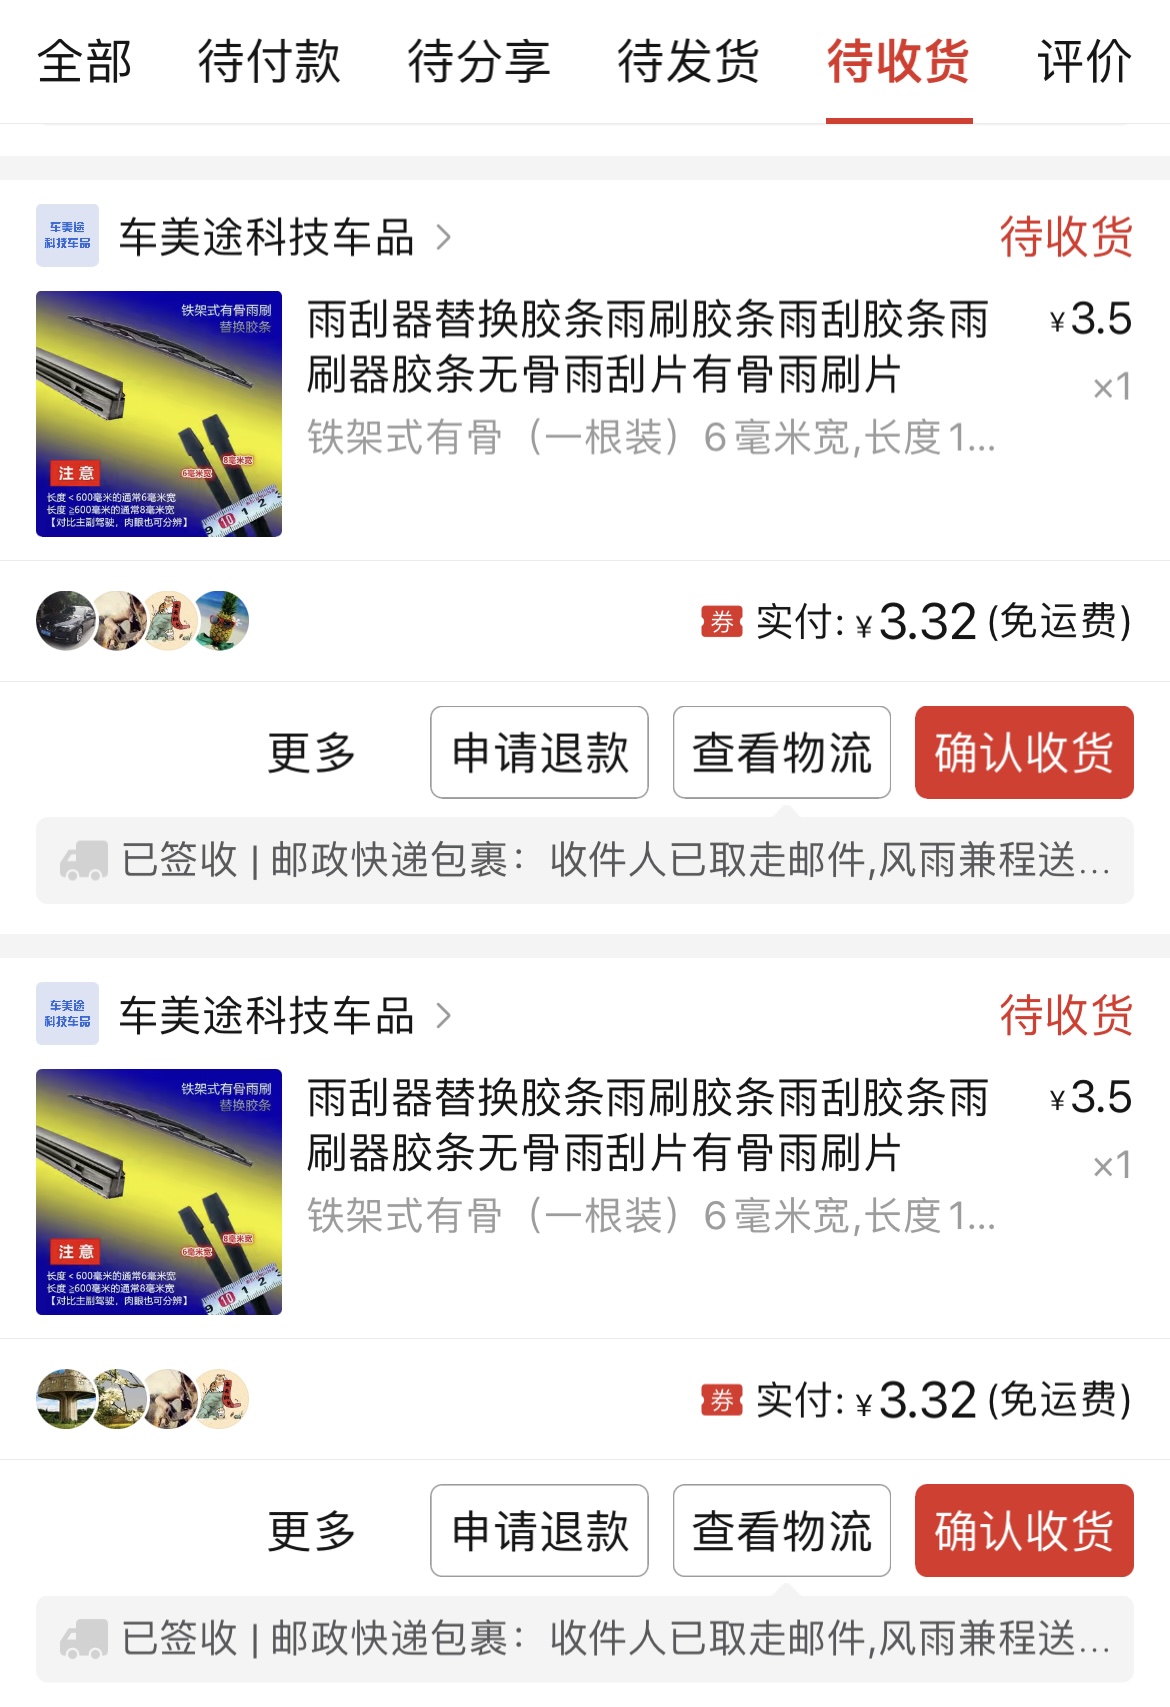 全部 待付款 待分享 待发货 待收货 评价
车美途
科技车品
车美途科技车品 待收货
铁架式有骨雨刷
替换胶条
8毫米宽
6毫米宽
注意
长度<600毫米的通常6毫米宽
长度≧600毫米的通常8毫米宽
【对比主副驾驶，肉眼也可分辨】
9 10 1 2 3
雨刮器替换胶条雨刷胶条雨刮胶条雨 ¥3.5
刷器胶条无骨雨刮片有骨雨刷片 ×1
铁架式有骨（一根装）6毫米宽,长度1...
券 实付: ¥3.32 (免运费)
更多 申请退款 查看物流 确认收货
已签收 | 邮政快递包裹：收件人已取走邮件,风雨兼程送...
车美途
科技车品
车美途科技车品 待收货
铁架式有骨雨刷
替换胶条
8毫米宽
6毫米宽
注意
长度<600毫米的通常6毫米宽
长度≧600毫米的通常8毫米宽
【对比主副驾驶，肉眼也可分辨】
9 10 1 2 3
雨刮器替换胶条雨刷胶条雨刮胶条雨 ¥3.5
刷器胶条无骨雨刮片有骨雨刷片 ×1
铁架式有骨（一根装）6毫米宽,长度1...
券 实付: ¥3.32 (免运费)
更多 申请退款 查看物流 确认收货
已签收 | 邮政快递包裹：收件人已取走邮件,风雨兼程送...